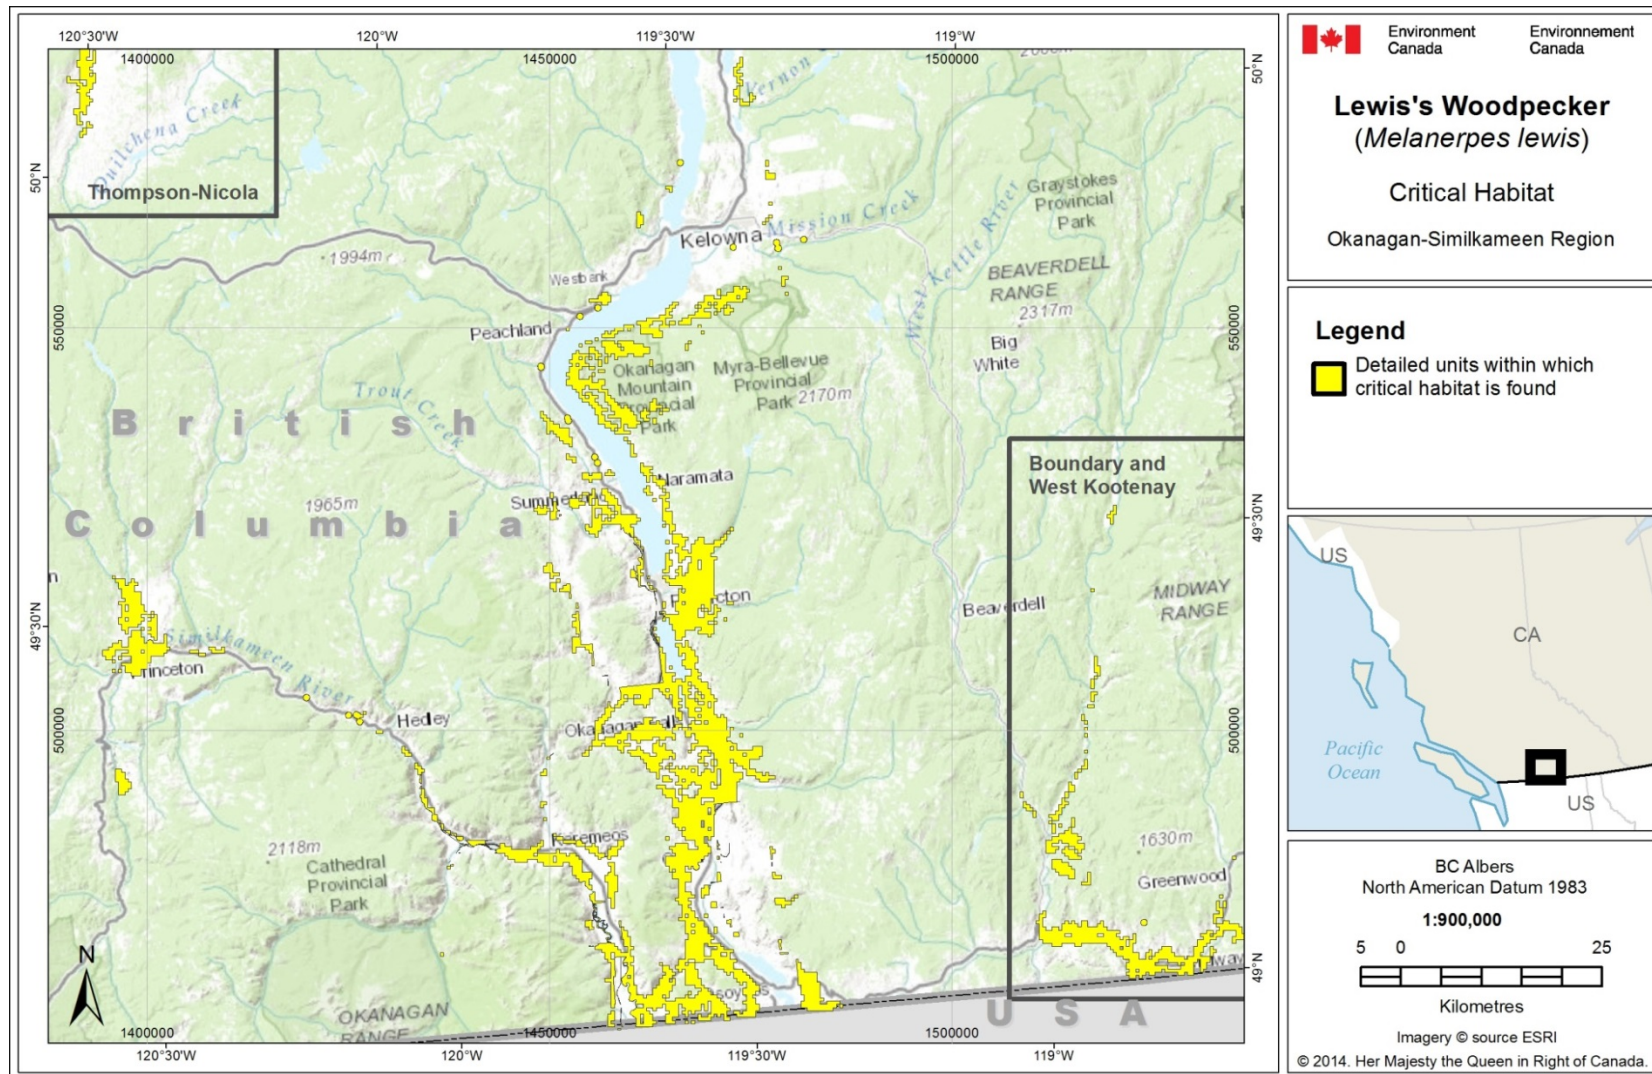 120°30'W
120°W
119°30'W
119°W
1400000
1450000
1500000
50°N
50°N
Quilchena Creek
Vernon
Thompson-Nicola
Graystokes
Provincial
Park
Mission Creek
Kelowna
1994m
West Kettle River
Westbank
BEAVERDELL
RANGE
2317m
550000
550000
Peachland
Big
White
Okanagan
Mountain
Provincial
Park
Myra-Bellevue
Provincial
Park
2170m
Trout Creek
British
Columbia
Boundary and
West Kootenay
Naramata
1965m
49°30'N
MIDWAY
RANGE
Beaverdell
49°30'N
Similkameen River
rinceton
Hedley
500000
500000
1630m
2118m
Cathedral
Provincial
Park
Greenwood
49°N
OKANAGAN
RANGE
USA
N
1400000
1450000
1500000
120°30'W
120°W
119°30'W
119°W
Environment
Canada
Environnement
Canada
Lewis's Woodpecker
(Melanerpes lewis)
Critical Habitat
Okanagan-Similkameen Region
Legend
Detailed units within which
critical habitat is found
US
CA
Pacific
Ocean
US
BC Albers
North American Datum 1983
1:900,000
5 0 25
Kilometres
Imagery © source ESRI
© 2014. Her Majesty the Queen in Right of Canada.